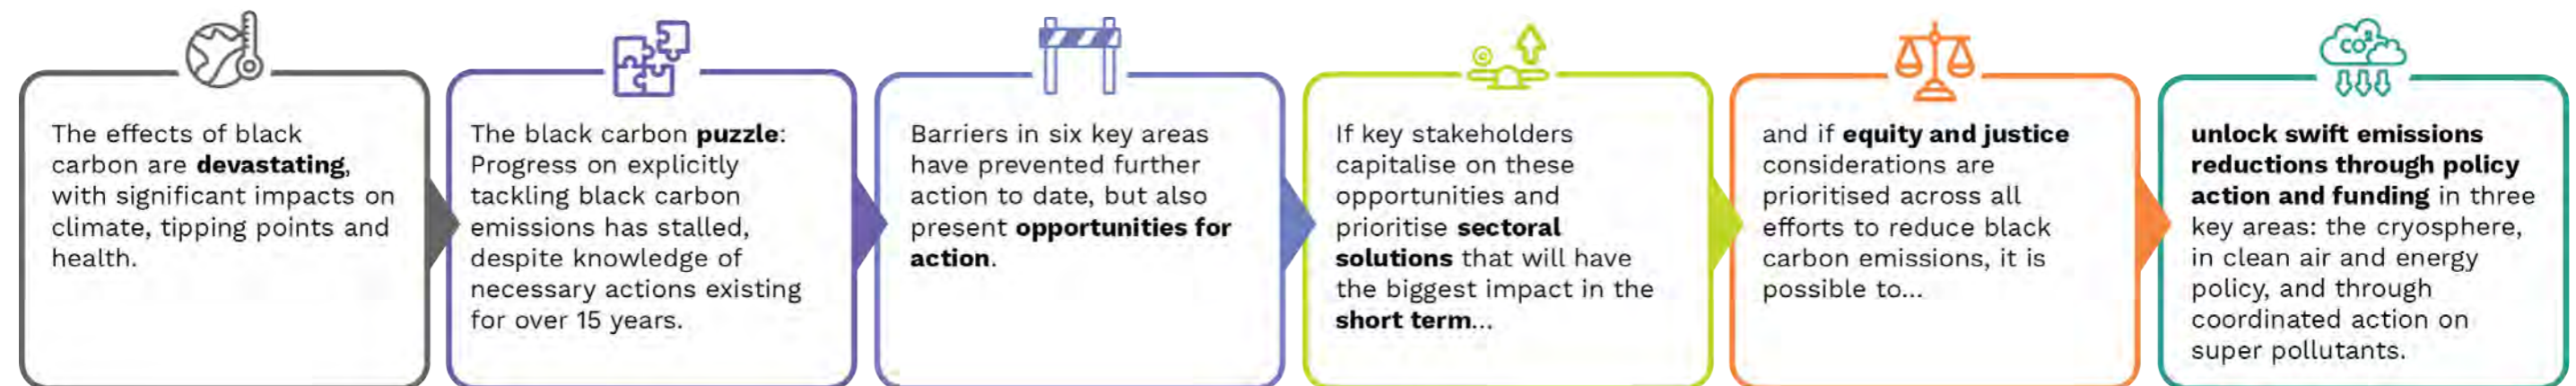 The effects of black
carbon are devastating,
with significant impacts on
climate, tipping points and
health.
The black carbon puzzle:
Progress on explicitly
tackling black carbon
emissions has stalled,
despite knowledge of
necessary actions existing
for over 15 years.
Barriers in six key areas
have prevented further
action to date, but also
present opportunities for
action.
If key stakeholders
capitalise on these
opportunities and
prioritise sectoral
solutions that will have
the biggest impact in the
short term...
and if equity and justice
considerations are
prioritised across all
efforts to reduce black
carbon emissions, it is
possible to...
CO²
unlock swift emissions
reductions through policy
action and funding in three
key areas: the cryosphere,
in clean air and energy
policy, and through
coordinated action on
super pollutants.